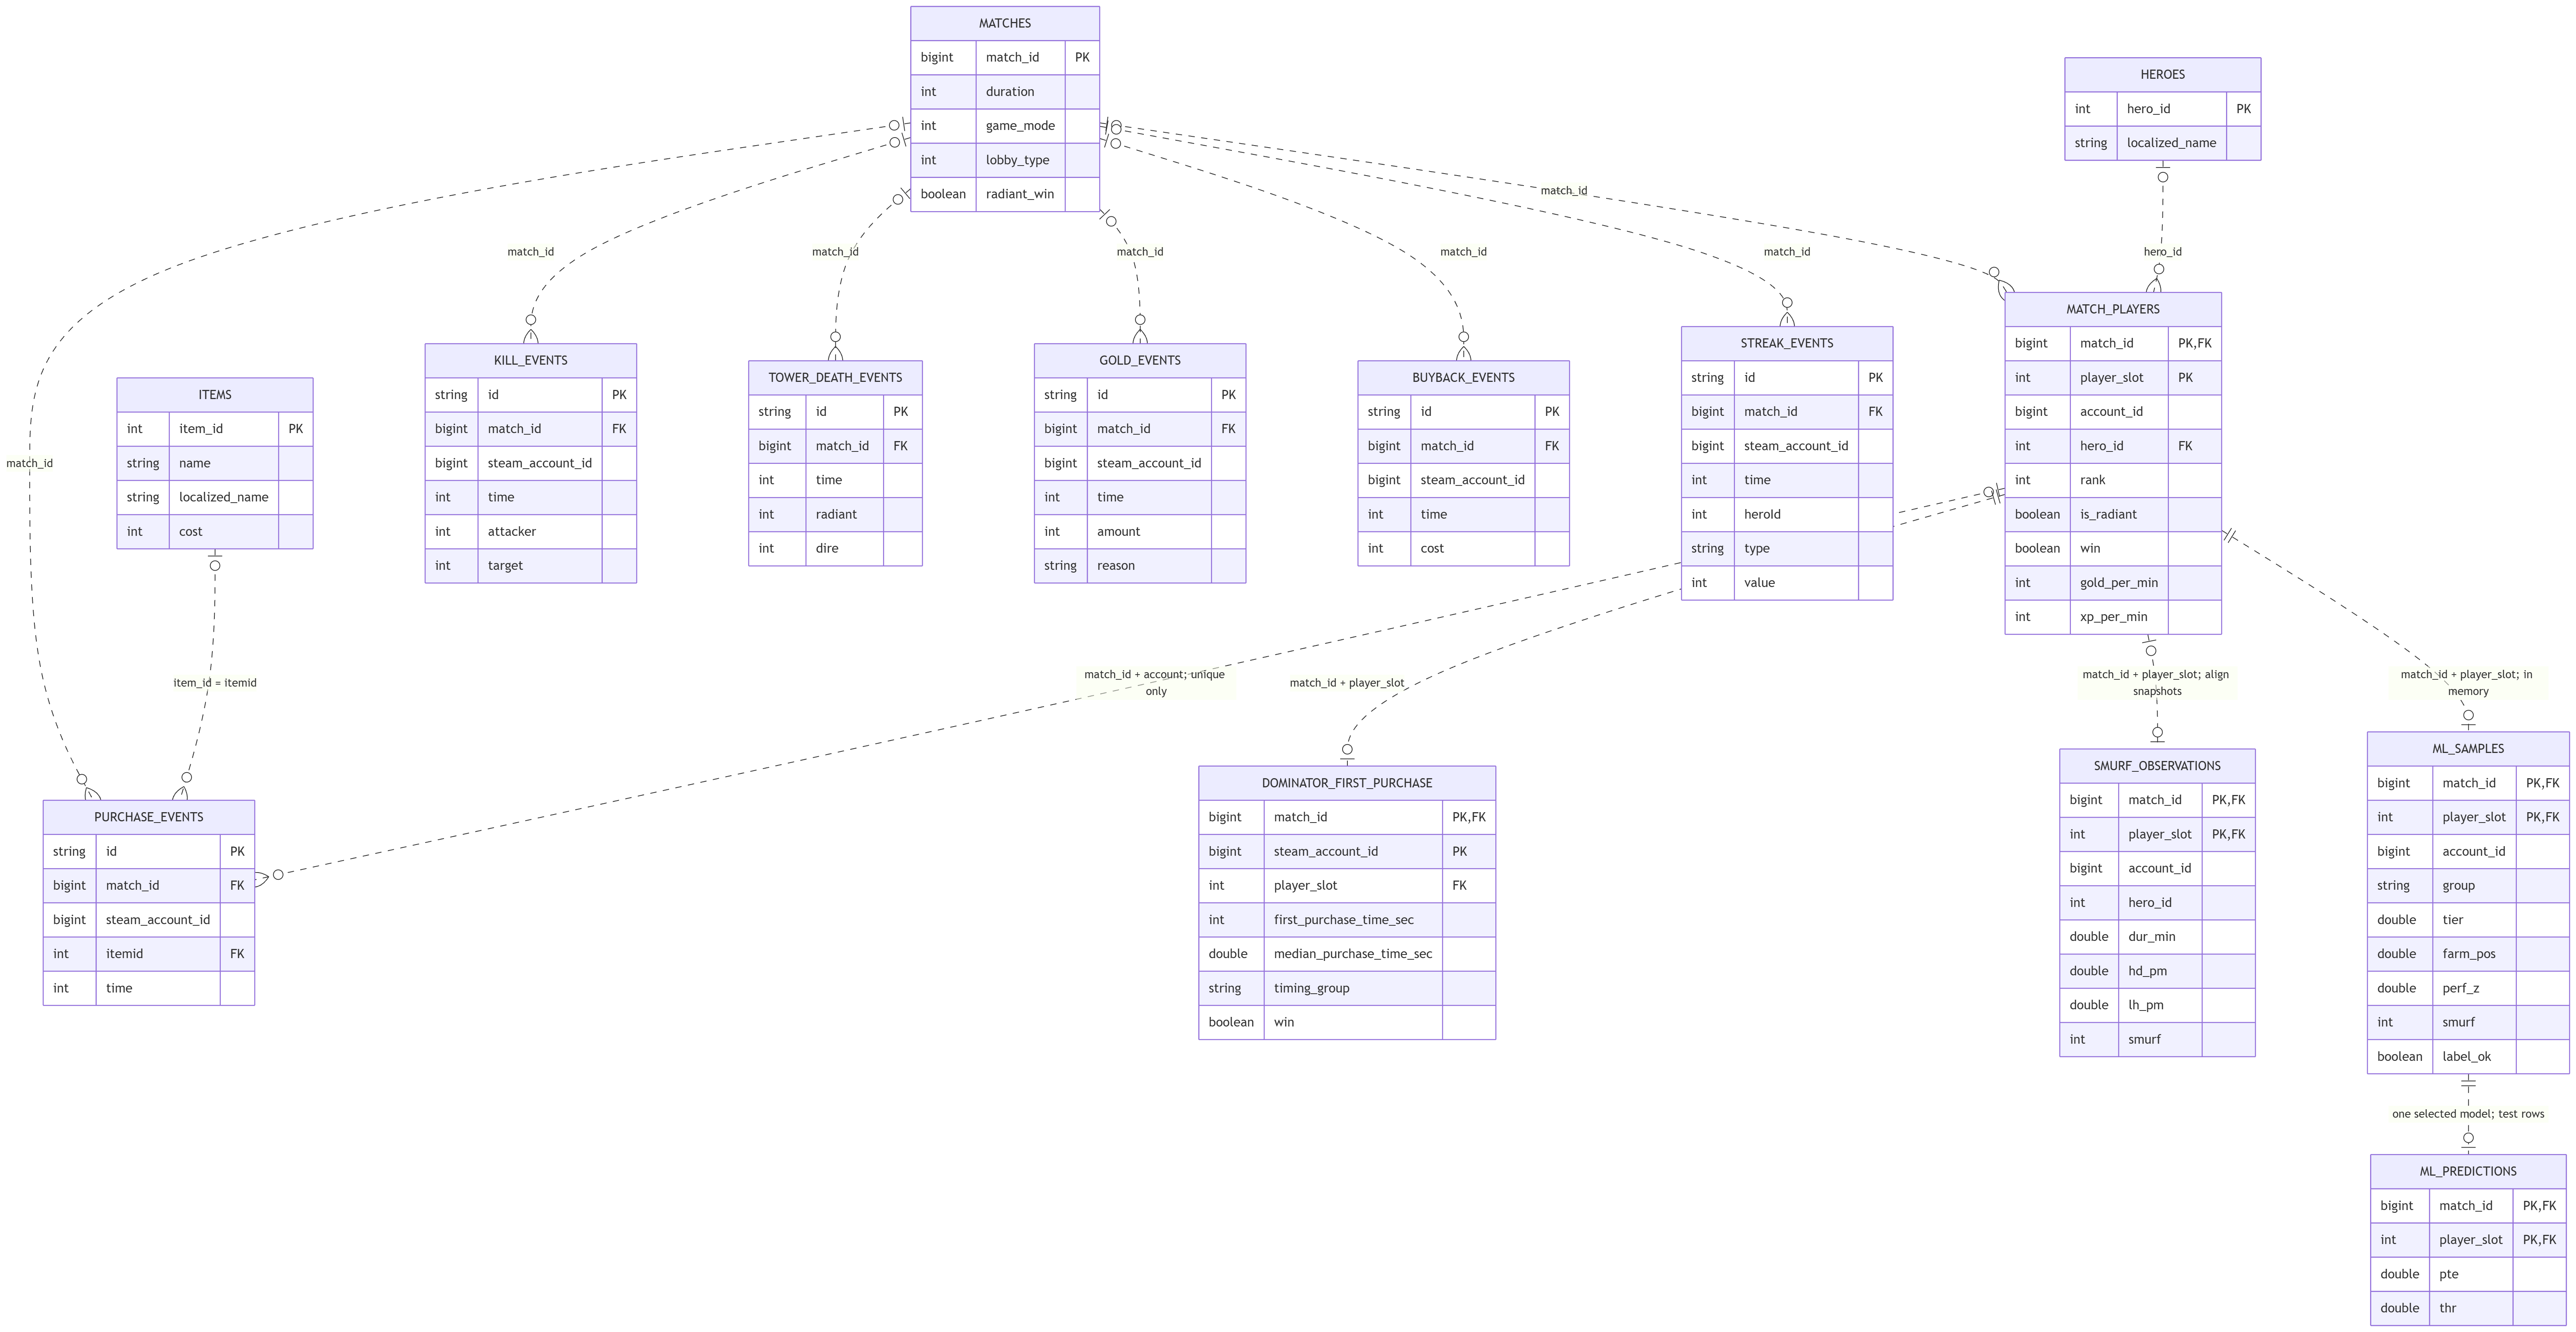 MATCHES
bigint match_id PK
int duration
int game_mode
int lobby_type
boolean radiant_win
HEROES
int hero_id PK
string localized_name
match_id
match_id
match_id
match_id
match_id
match_id
hero_id
match_id
ITEMS
int item_id PK
string name
string localized_name
int cost
KILL_EVENTS
string id PK
bigint match_id FK
bigint steam_account_id
int time
int attacker
int target
TOWER_DEATH_EVENTS
string id PK
bigint match_id FK
int time
int radiant
int dire
GOLD_EVENTS
string id PK
bigint match_id FK
bigint steam_account_id
int time
int amount
string reason
BUYBACK_EVENTS
string id PK
bigint match_id FK
bigint steam_account_id
int time
int cost
STREAK_EVENTS
string id PK
bigint match_id FK
bigint steam_account_id
int time
int heroId
string type
int value
MATCH_PLAYERS
bigint match_id PK,FK
int player_slot PK
bigint account_id
int hero_id FK
int rank
boolean is_radiant
boolean win
int gold_per_min
int xp_per_min
item_id = itemid
match_id + account; unique
only
match_id + player_slot
match_id + player_slot; align
snapshots
match_id + player_slot; in
memory
PURCHASE_EVENTS
string id PK
bigint match_id FK
bigint steam_account_id
int itemid FK
int time
DOMINATOR_FIRST_PURCHASE
bigint match_id PK,FK
bigint steam_account_id PK
int player_slot FK
int first_purchase_time_sec
double median_purchase_time_sec
string timing_group
boolean win
SMURF_OBSERVATIONS
bigint match_id PK,FK
int player_slot PK,FK
bigint account_id
int hero_id
double dur_min
double hd_pm
double lh_pm
int smurf
ML_SAMPLES
bigint match_id PK,FK
int player_slot PK,FK
bigint account_id
string group
double tier
double farm_pos
double perf_z
int smurf
boolean label_ok
one selected model; test rows
ML_PREDICTIONS
bigint match_id PK,FK
int player_slot PK,FK
double pte
double thr